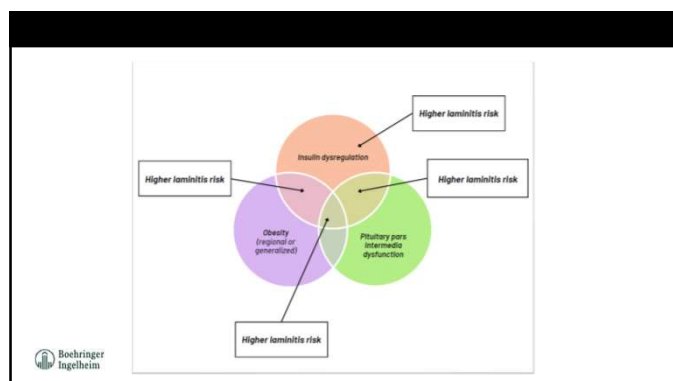 Higher laminitis risk
Insulin dysregulation
Higher laminitis risk
Higher laminitis risk
Obesity
(regional or
generalized)
Pituitary pars
intermedia
dysfunction
Higher laminitis risk
Boehringer
Ingelheim